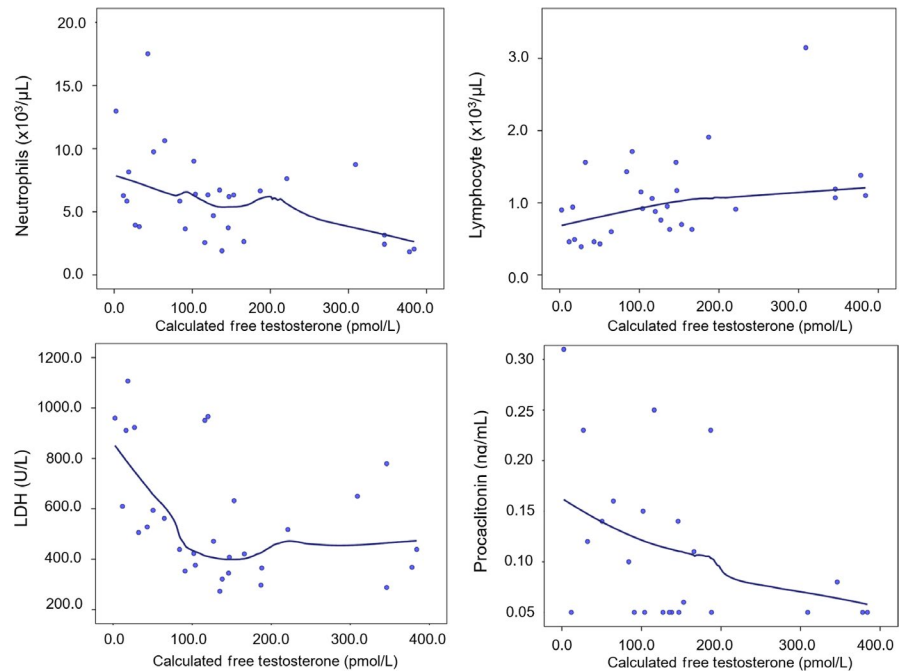 Neutrophils (x10³/µL)
20.0
15.0
10.0
5.0
0.0
0.0 100.0 200.0 300.0 400.0
Calculated free testosterone (pmol/L)
Lymphocyte (x10³/µL)
3.0
2.0
1.0
0.0
0.0 100.0 200.0 300.0 400.0
Calculated free testosterone (pmol/L)
LDH (U/L)
1200.0
1000.0
800.0
600.0
400.0
200.0
0.0 100.0 200.0 300.0 400.0
Calculated free testosterone (pmol/L)
Procaclitonin (ng/mL)
0.30
0.25
0.20
0.15
0.10
0.05
0.0 100.0 200.0 300.0 400.0
Calculated free testosterone (pmol/L)